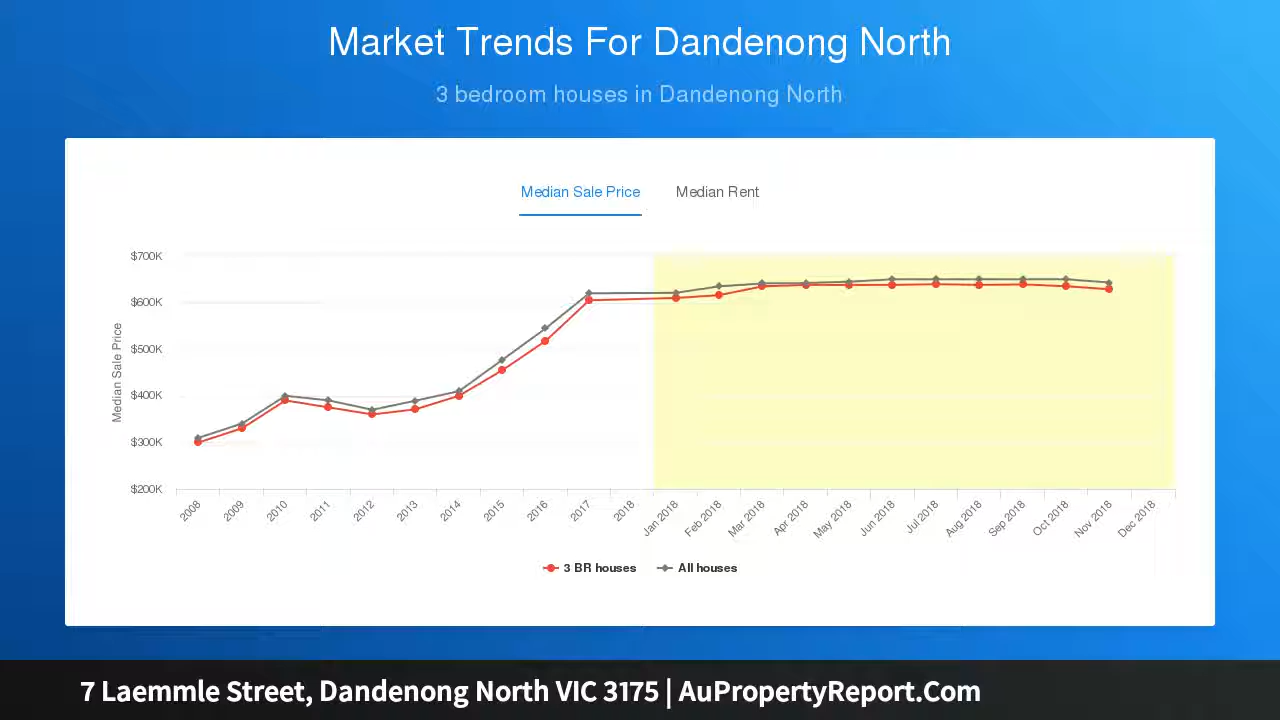 Market Trends For Dandenong North
3 bedroom houses in Dandenong North
Median Sale Price Median Rent
$700K
$600K
$500K
$400K
$300K
$200K
Median Sale Price
2008 2009 2010 2011 2012 2013 2014 2015 2016 2017 2018 Jan 2018 Feb 2018 Mar 2018 Apr 2018 May 2018 Jun 2018 Jul 2018 Aug 2018 Sep 2018 Oct 2018 Nov 2018 Dec 2018
3 BR houses All houses
7 Laemmle Street, Dandenong North VIC 3175 | AuPropertyReport.Com